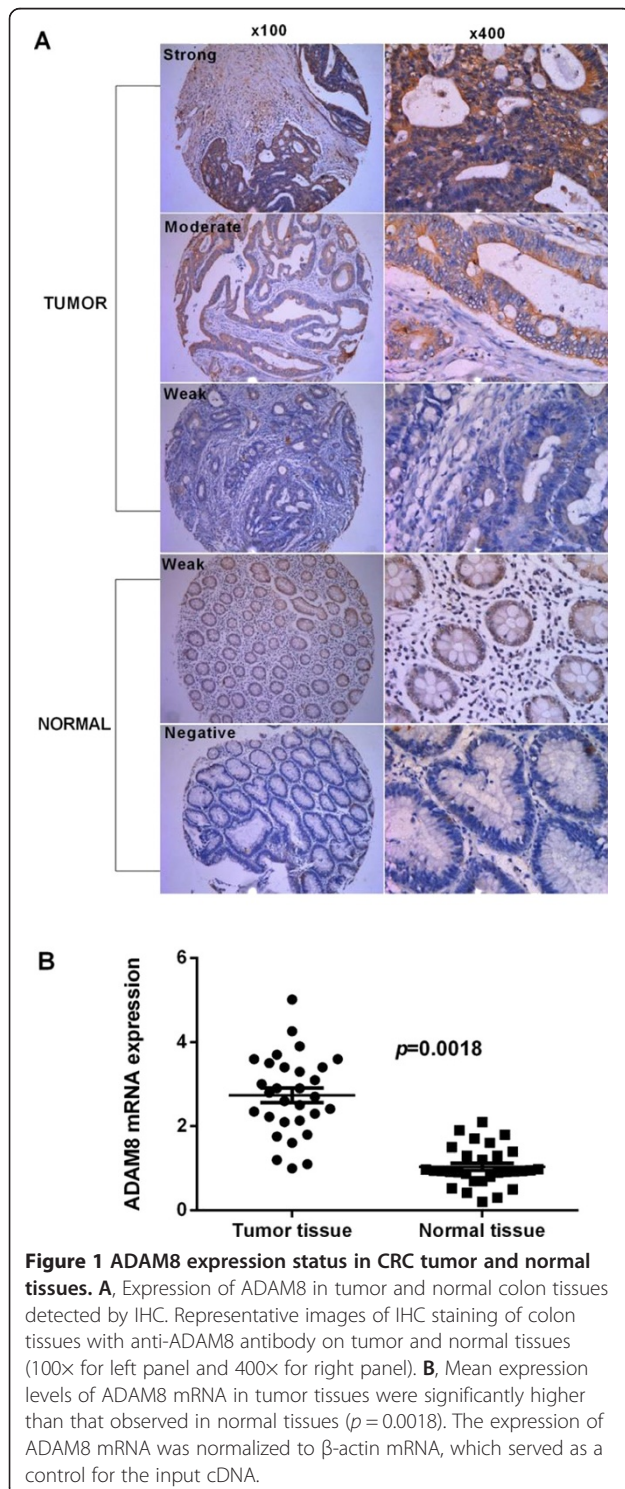 A
x100
x400
Strong
Moderate
TUMOR
Weak
Weak
NORMAL
Negative
B
ADAM8 mRNA expression
6
4
2
0
p=0.0018
Tumor tissue
Normal tissue
Figure 1 ADAM8 expression status in CRC tumor and normal
tissues. A, Expression of ADAM8 in tumor and normal colon tissues
detected by IHC. Representative images of IHC staining of colon
tissues with anti-ADAM8 antibody on tumor and normal tissues
(100× for left panel and 400× for right panel). B, Mean expression
levels of ADAM8 mRNA in tumor tissues were significantly higher
than that observed in normal tissues (p = 0.0018). The expression of
ADAM8 mRNA was normalized to β-actin mRNA, which served as a
control for the input cDNA.